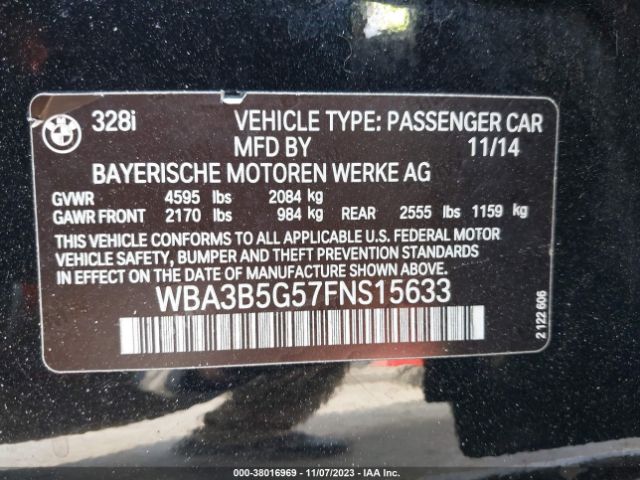 BMW 328i VEHICLE TYPE: PASSENGER CAR
MFD BY 11/14
BAYERISCHE MOTOREN WERKE AG
GVWR 4595 lbs 2084 kg
GAWR FRONT 2170 lbs 984 kg REAR 2555 lbs 1159 kg
THIS VEHICLE CONFORMS TO ALL APPLICABLE U.S. FEDERAL MOTOR
VEHICLE SAFETY, BUMPER AND THEFT PREVENTION STANDARDS
IN EFFECT ON THE DATE OF MANUFACTURE SHOWN ABOVE.
WBA3B5G57FNS15633
2 122 606
000-38016969 - 11/07/2023 - IAA Inc.